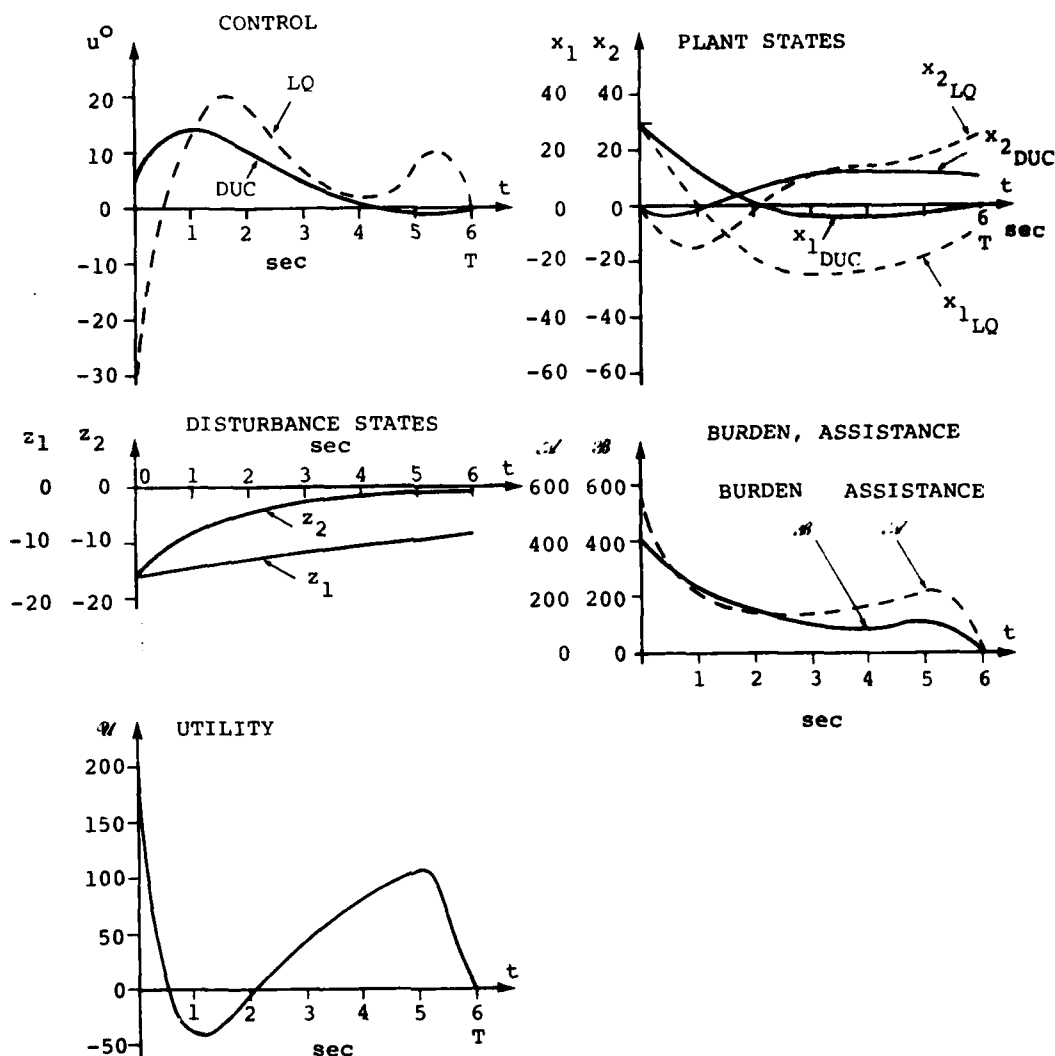 CONTROL
u⁰
LQ
20
10
DUC
t
0
1 2 3 4 5 6
sec
T
-10
-20
-30
x₁ x₂ PLANT STATES
x₂LQ
40 40
20 20
x₂DUC
t
0 0
6
x₁DUC
T sec
-20 -20
x₁LQ
-40 -40
-60 -60
DISTURBANCE STATES
z₁ z₂
sec
t
0 1 2 3 4 5 6
0 0
z₂
-10 -10
z₁
-20 -20
𝒜 ℬ BURDEN, ASSISTANCE
600 600
BURDEN ASSISTANCE
ℬ 𝒜
400 400
200 200
t
0 0
1 2 3 4 5 6
sec
𝒰 UTILITY
200
150
100
50
t
0
1 2 3 4 5 6
T
-50
sec